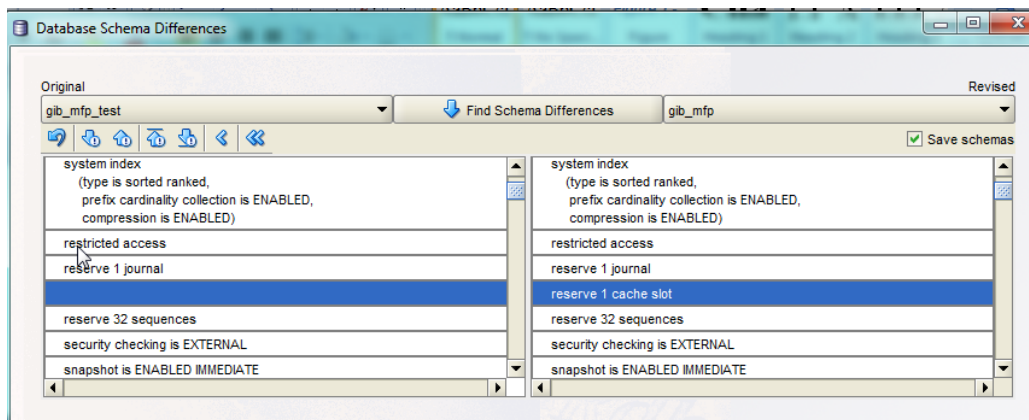 Database Schema Differences
Original
Revised
gib_mfp_test
Find Schema Differences
gib_mfp
Save schemas
system index
(type is sorted ranked,
prefix cardinality collection is ENABLED,
compression is ENABLED)
restricted access
reserve 1 journal
reserve 32 sequences
security checking is EXTERNAL
snapshot is ENABLED IMMEDIATE
system index
(type is sorted ranked,
prefix cardinality collection is ENABLED,
compression is ENABLED)
restricted access
reserve 1 journal
reserve 1 cache slot
reserve 32 sequences
security checking is EXTERNAL
snapshot is ENABLED IMMEDIATE